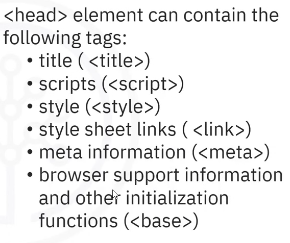 <head> element can contain the
following tags:
• title ( <title>)
• scripts (<script>)
• style (<style>)
• style sheet links ( <link>)
• meta information (<meta>)
• browser support information
and other initialization
functions (<base>)